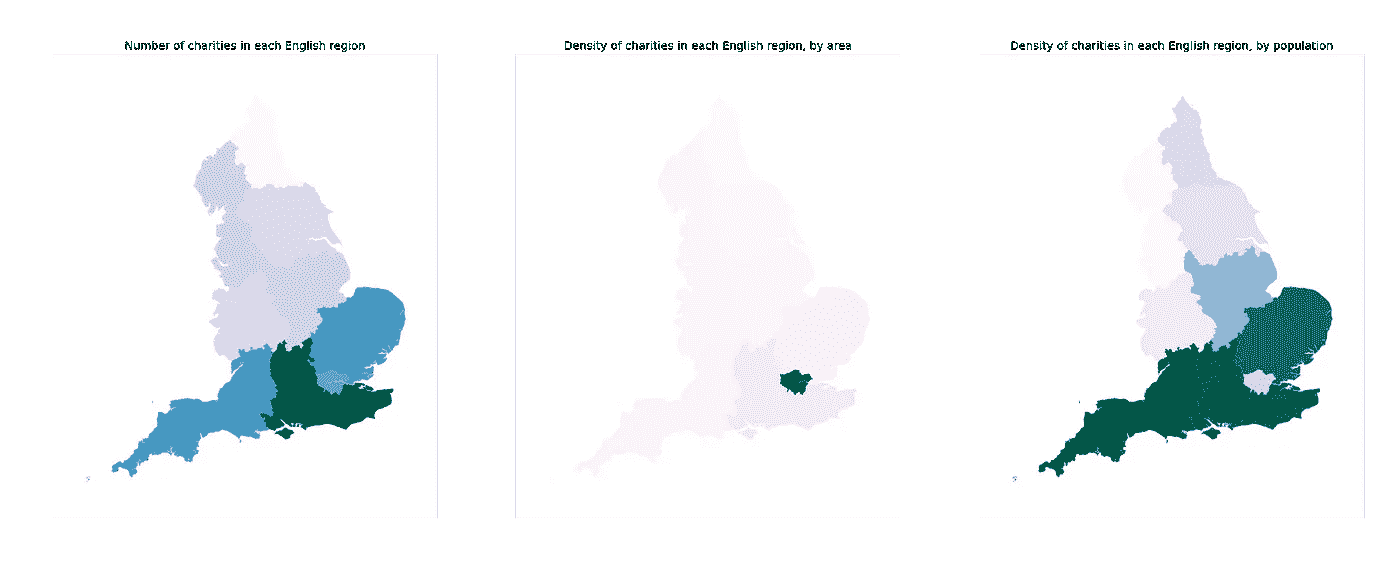 Number of charities in each English region
Density of charities in each English region, by area
Density of charities in each English region, by population